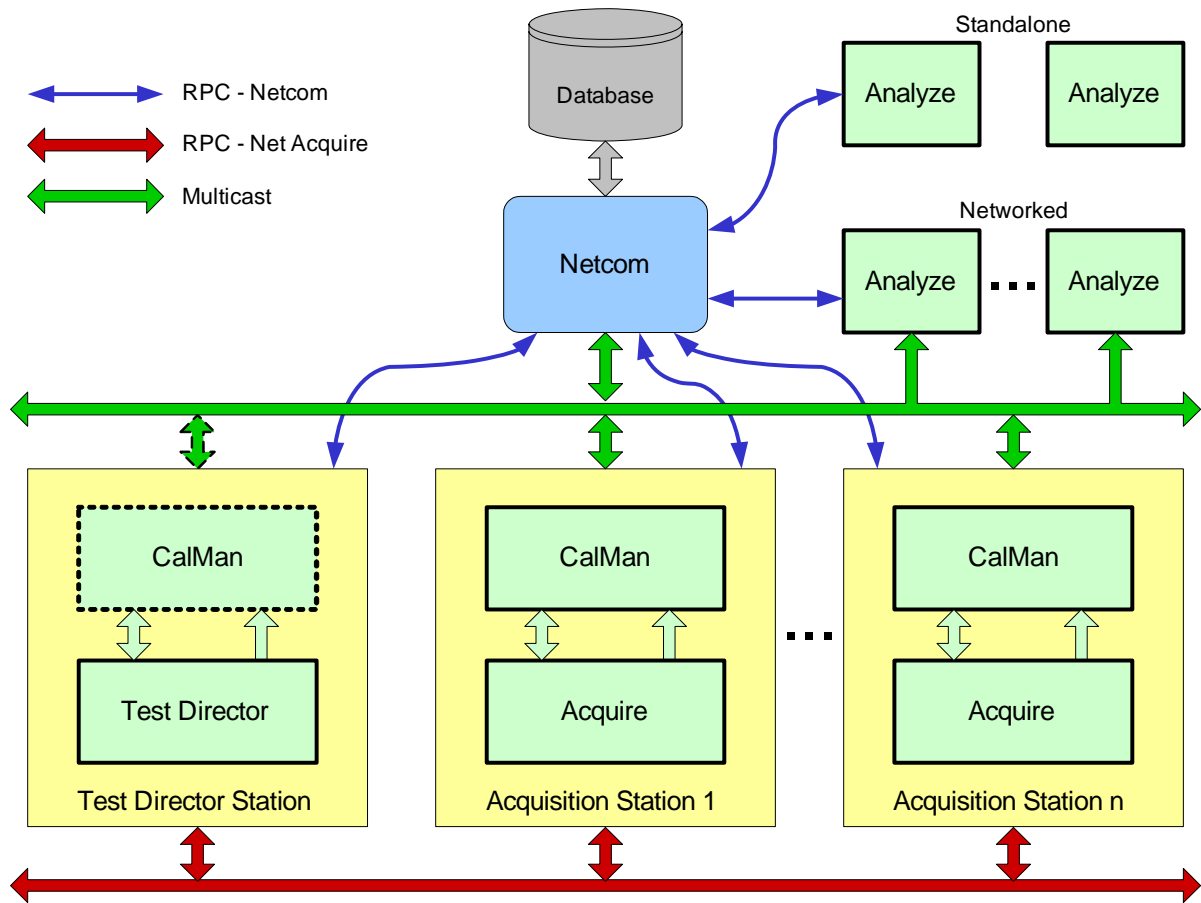 Standalone
RPC - Netcom
RPC - Net Acquire
Multicast
Database
Analyze
Analyze
Networked
Netcom
Analyze
Analyze
CalMan
CalMan
CalMan
Test Director
Acquire
Acquire
Test Director Station
Acquisition Station 1
Acquisition Station n